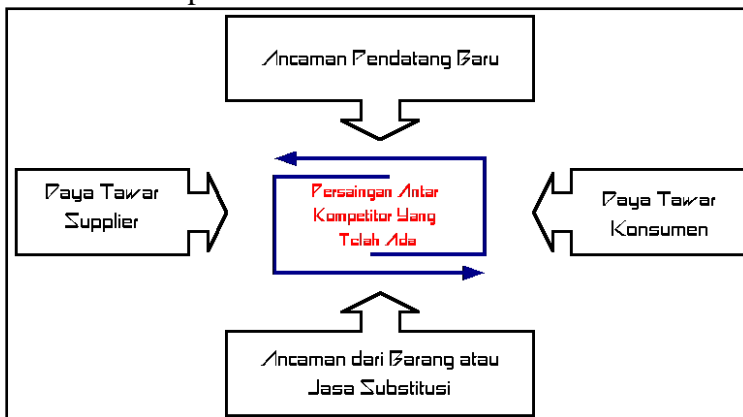 Ancaman Pendatang Baru
Daya Tawar
Supplier
Persaingan Antar
Kompetitor Yang
Telah Ada
Daya Tawar
Konsumen
Ancaman dari Barang atau
Jasa Substitusi